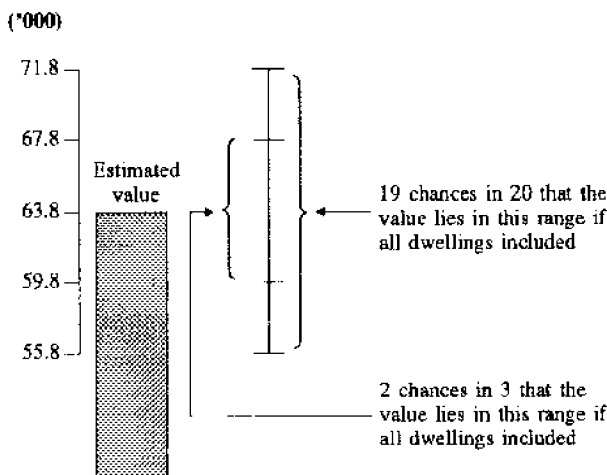 ('000)
71.8
67.8
Estimated
value
63.8
59.8
55.8
19 chances in 20 that the
value lies in this range if
all dwellings included
2 chances in 3 that the
value lies in this range if
all dwellings included